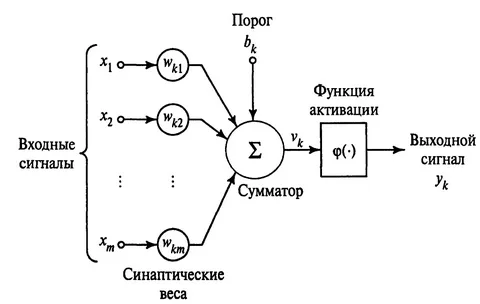 Порог
b_k
x_1
w_k1
Функция
активации
x_2
w_k2
v_k
Входные
сигналы
Σ
φ(·)
Выходной
сигнал
y_k
Сумматор
x_m
w_km
Синаптические
веса